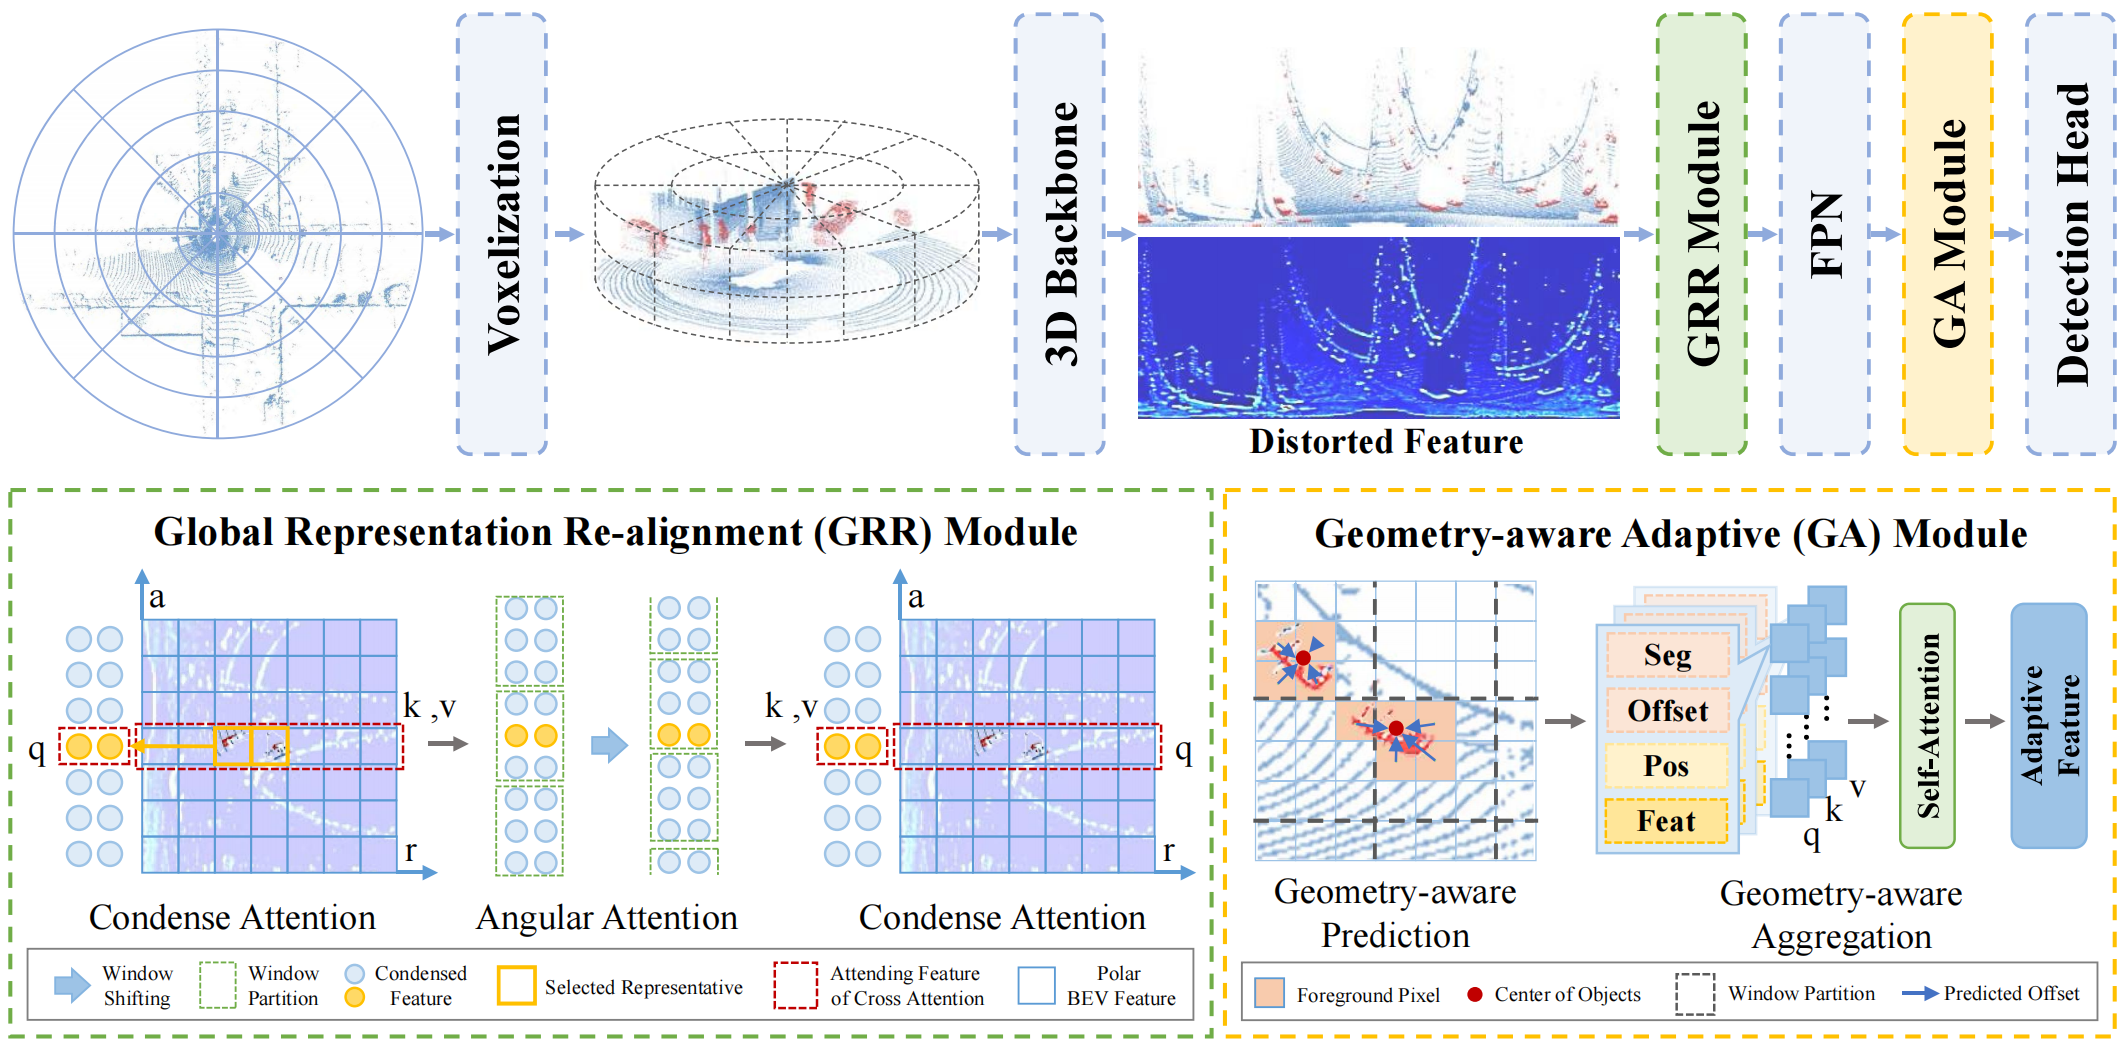 Voxelization
3D Backbone
Distorted Feature
GRR Module
FPN
GA Module
Detection Head
Global Representation Re-alignment (GRR) Module
a
k ,v
q
r
Condense Attention
Angular Attention
k ,v
a
q
r
Condense Attention
Window
Shifting
Window
Partition
Condensed
Feature
Selected Representative
Attending Feature
of Cross Attention
Polar
BEV Feature
Geometry-aware Adaptive (GA) Module
Geometry-aware
Prediction
Seg
Offset
Pos
Feat
q
k
v
Self-Attention
Adaptive
Feature
Geometry-aware
Aggregation
Foreground Pixel
Center of Objects
Window Partition
Predicted Offset